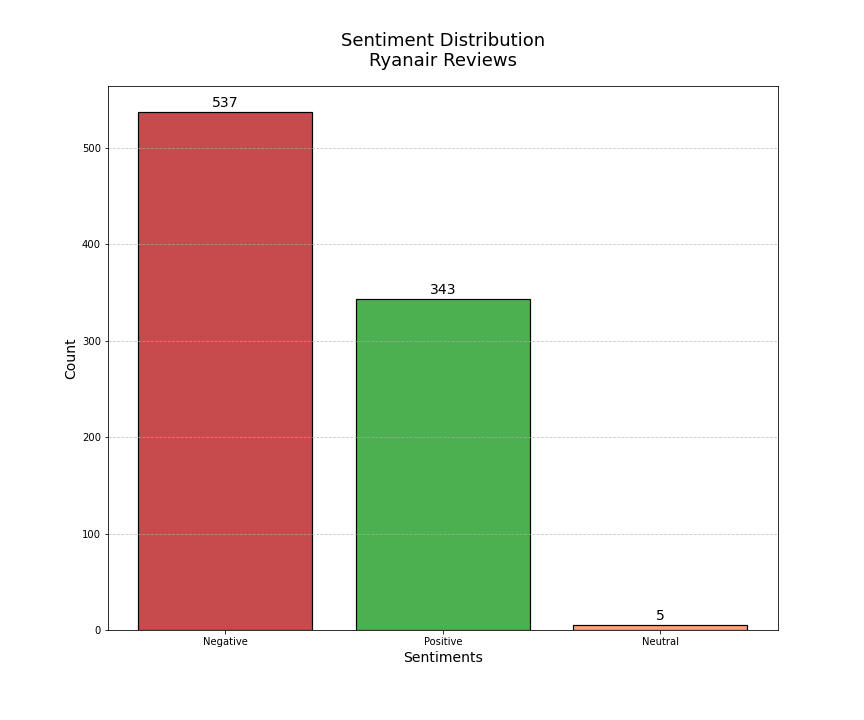 Sentiment Distribution
Ryanair Reviews
537
343
5
500
400
300
200
100
0
Count
Negative
Positive
Neutral
Sentiments